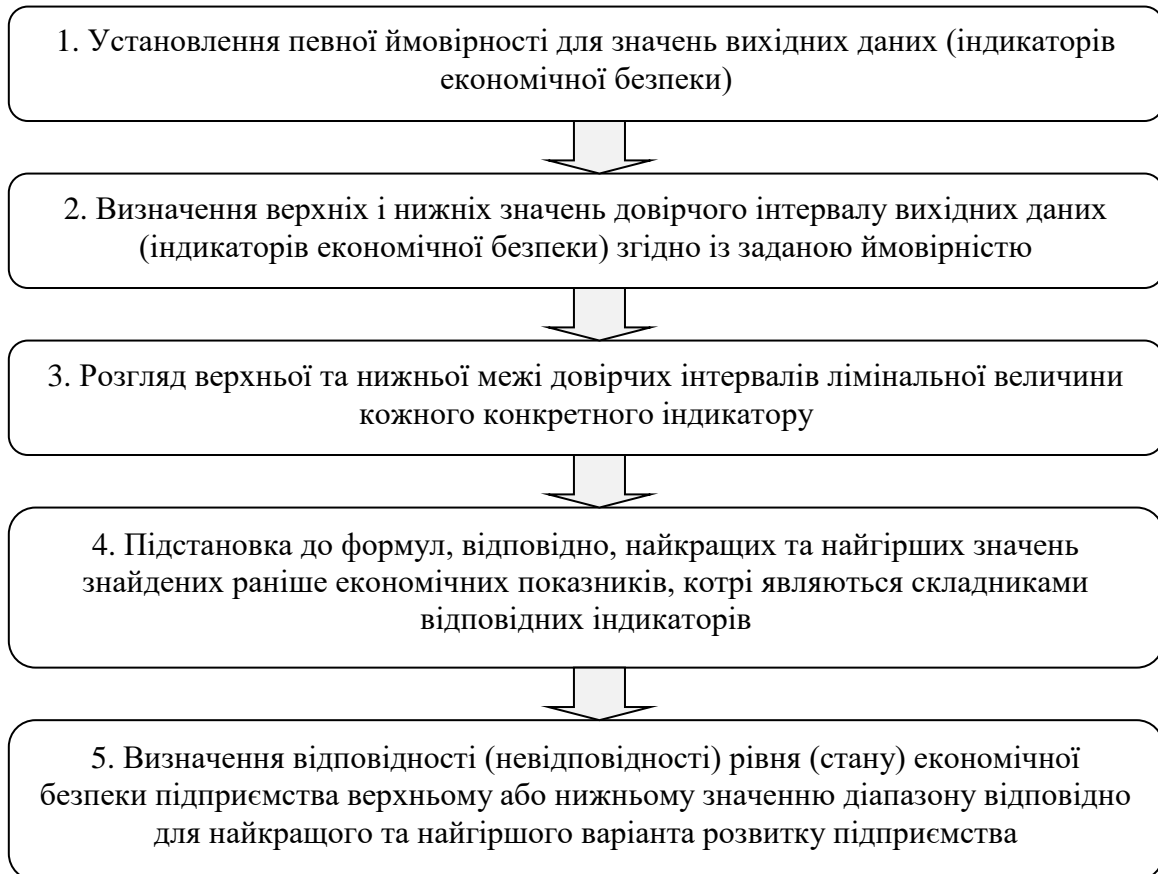 1. Установлення певної ймовірності для значень вихідних даних (індикаторів
економічної безпеки)
2. Визначення верхніх і нижніх значень довірчого інтервалу вихідних даних
(індикаторів економічної безпеки) згідно із заданою ймовірністю
3. Розгляд верхньої та нижньої межі довірчих інтервалів лімінальної величини
кожного конкретного індикатору
4. Підстановка до формул, відповідно, найкращих та найгірших значень
знайдених раніше економічних показників, котрі являються складниками
відповідних індикаторів
5. Визначення відповідності (невідповідності) рівня (стану) економічної
безпеки підприємства верхньому або нижньому значенню діапазону відповідно
для найкращого та найгіршого варіанта розвитку підприємства